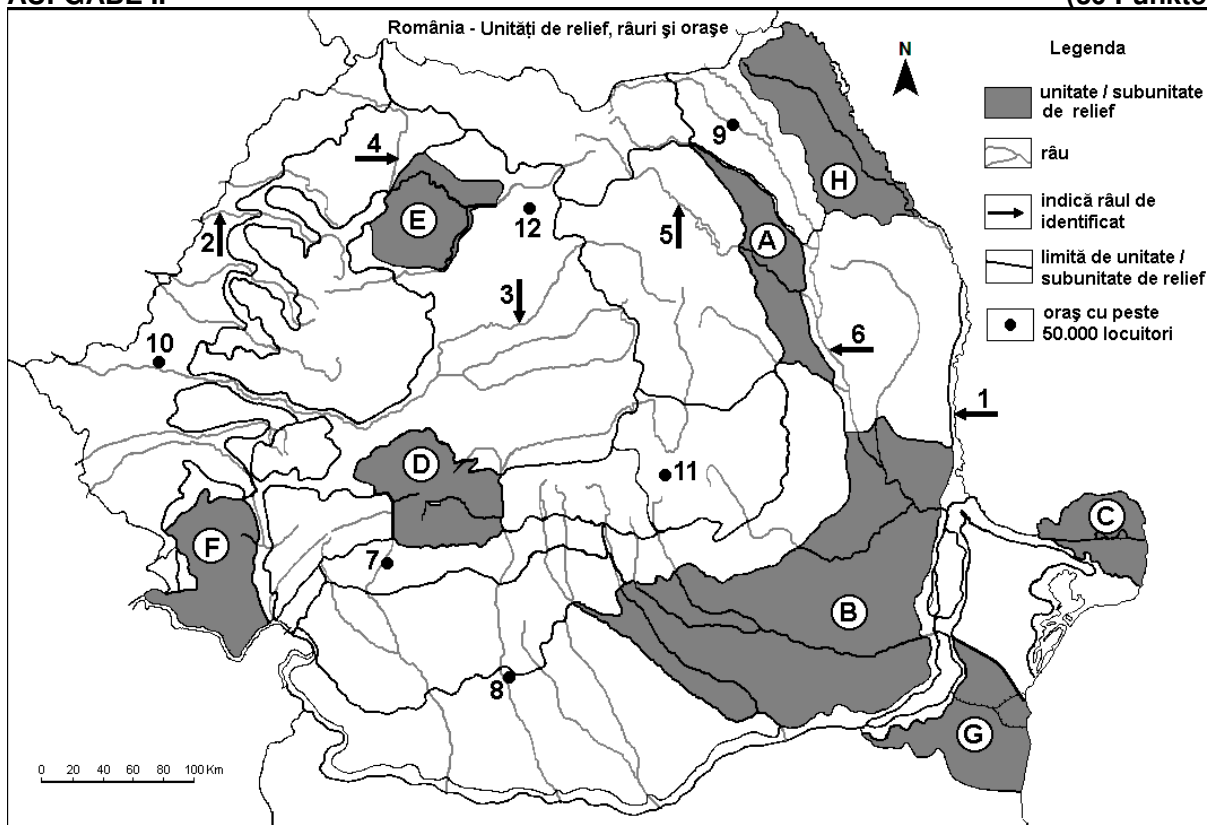 România - Unităţi de relief, râuri şi oraşe
N
Legenda
unitate / subunitate
de relief
râu
indică râul de
identificat
limită de unitate /
subunitate de relief
oraş cu peste
50.000 locuitori
9
4
H
E
12
2
5
A
3
6
10
1
D
11
C
F
7
B
8
G
0 20 40 60 80 100 Km